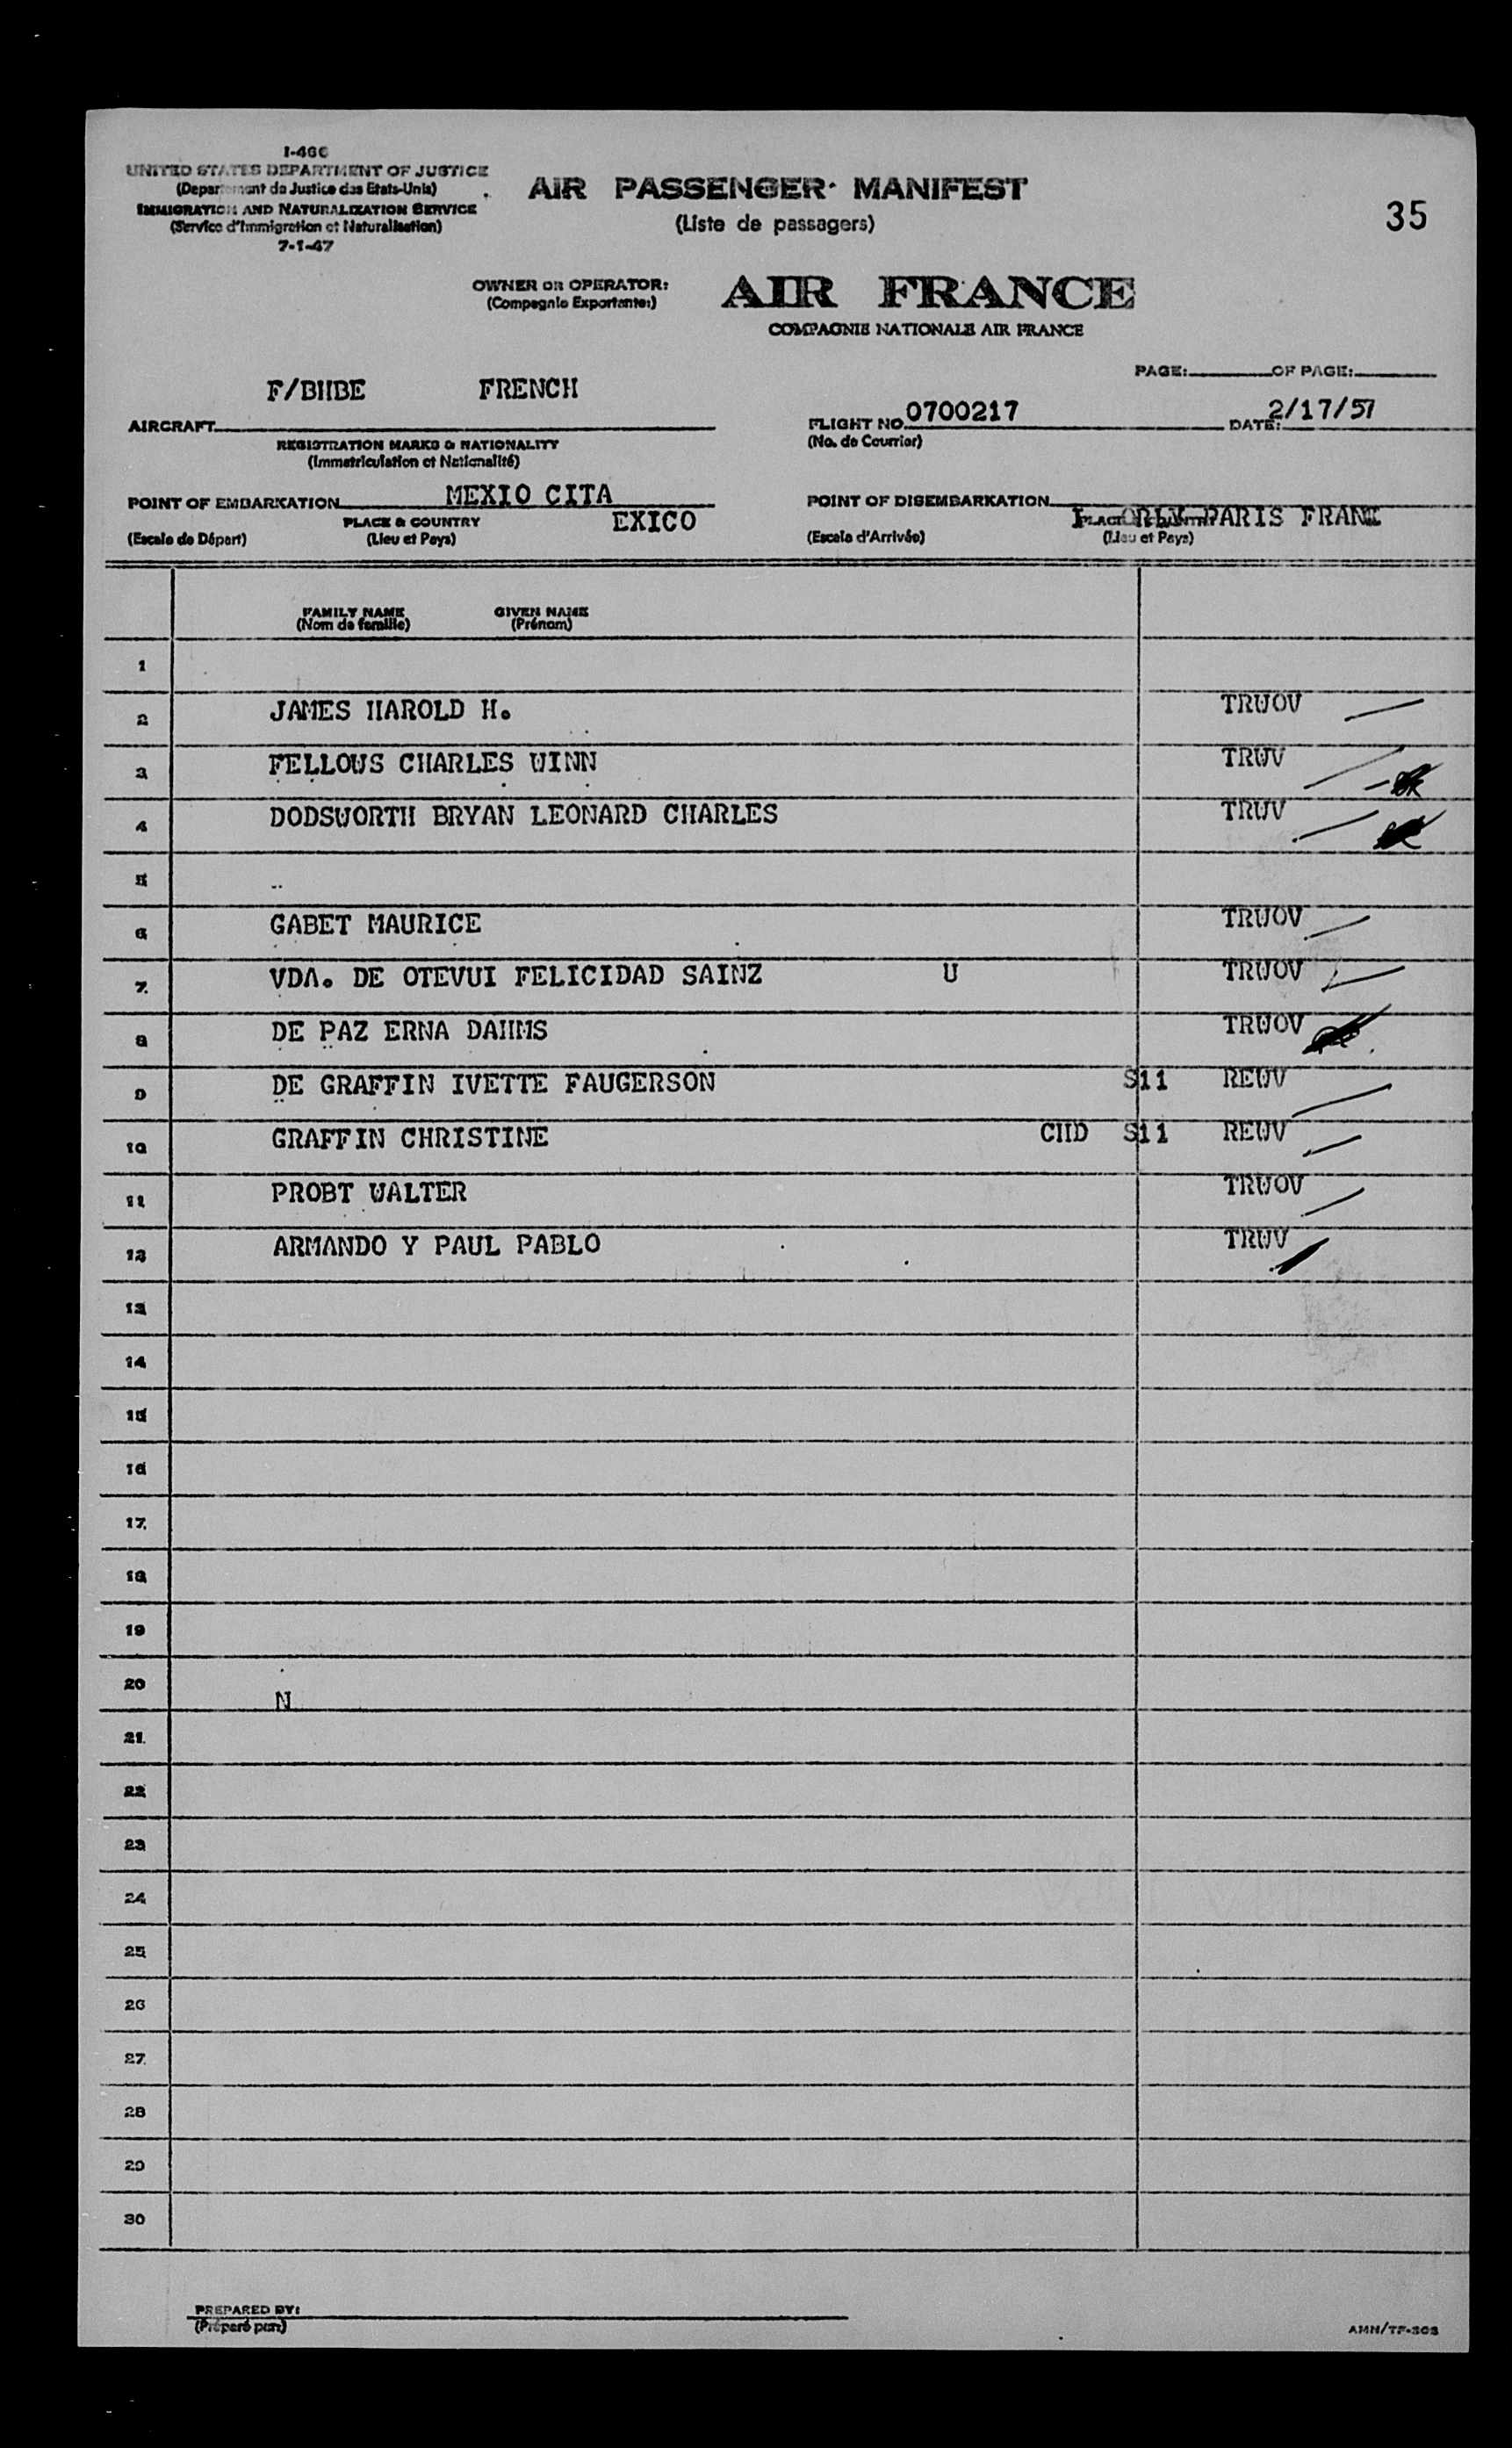 I-466
UNITED STATES DEPARTMENT OF JUSTICE
(Departement de Justice des Etats-Unis)
IMMIGRATION AND NATURALIZATION SERVICE
(Service d'Immigration et Naturalisation)
7-1-47
AIR PASSENGER MANIFEST
(Liste de passagers)
35
OWNER OR OPERATOR:
(Compagnie Exportante:)
AIR FRANCE
COMPAGNIE NATIONALE AIR FRANCE
PAGE: OF PAGE:
F/BHBE FRENCH
AIRCRAFT
REGISTRATION MARKS & NATIONALITY
(Immatriculation et Nationalité)
FLIGHT NO. 0700217 DATE: 2/17/57
(No. de Courrier)
POINT OF EMBARKATION MEXIO CITA
PLACE & COUNTRY EXICO
(Escale de Départ) (Lieu et Pays)
POINT OF DISEMBARKATION
ORLY PARIS FRAN
(Escale d'Arrivée) (Lieu et Pays)
FAMILY NAME GIVEN NAME
(Nom de famille) (Prénom)
1
2 JAMES HAROLD H. TRWOV
3 FELLOWS CHARLES WINN TRWV
4 DODSWORTH BRYAN LEONARD CHARLES TRWV
5
6 GABET MAURICE TRWOV
7 VDA. DE OTEVUI FELICIDAD SAINZ U TRWOV
8 DE PAZ ERNA DAHMS TRWOV
9 DE GRAFFIN IVETTE FAUGERSON S11 REWV
10 GRAFFIN CHRISTINE CHD S11 REWV
11 PROBT WALTER TRWOV
12 ARMANDO Y PAUL PABLO TRWV
13
14
15
16
17
18
19
20 N
21
22
23
24
25
26
27
28
29
30
PREPARED BY:
(Préparé par:)
AMN/TF-303